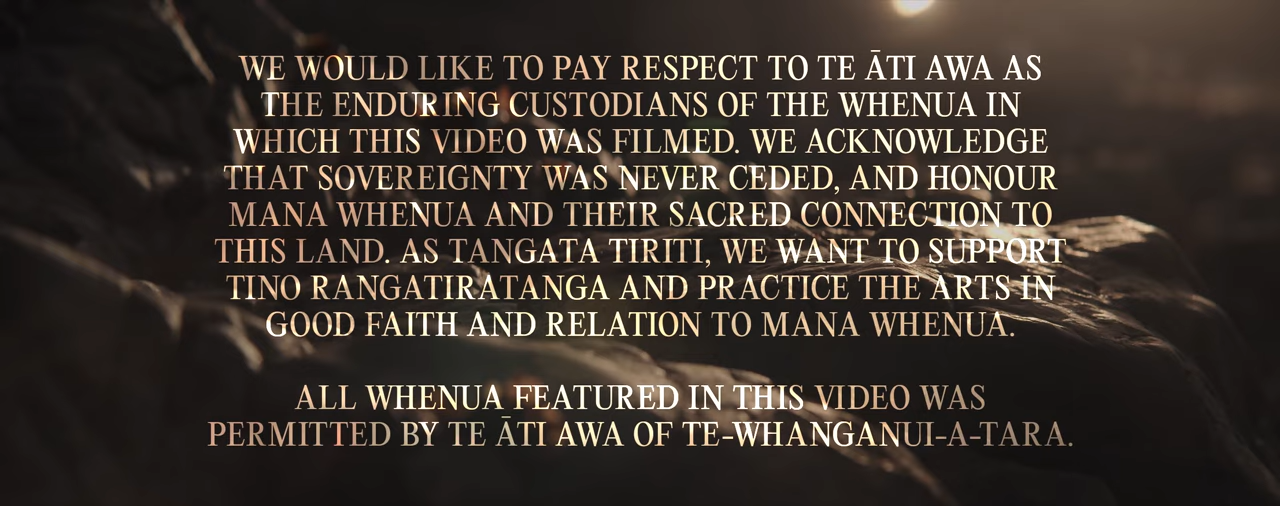 WE WOULD LIKE TO PAY RESPECT TO TE ĀTI AWA AS
THE ENDURING CUSTODIANS OF THE WHENUA IN
WHICH THIS VIDEO WAS FILMED. WE ACKNOWLEDGE
THAT SOVEREIGNTY WAS NEVER CEDED, AND HONOUR
MANA WHENUA AND THEIR SACRED CONNECTION TO
THIS LAND. AS TANGATA TIRITI, WE WANT TO SUPPORT
TINO RANGATIRATANGA AND PRACTICE THE ARTS IN
GOOD FAITH AND RELATION TO MANA WHENUA.
ALL WHENUA FEATURED IN THIS VIDEO WAS
PERMITTED BY TE ĀTI AWA OF TE-WHANGANUI-A-TARA.